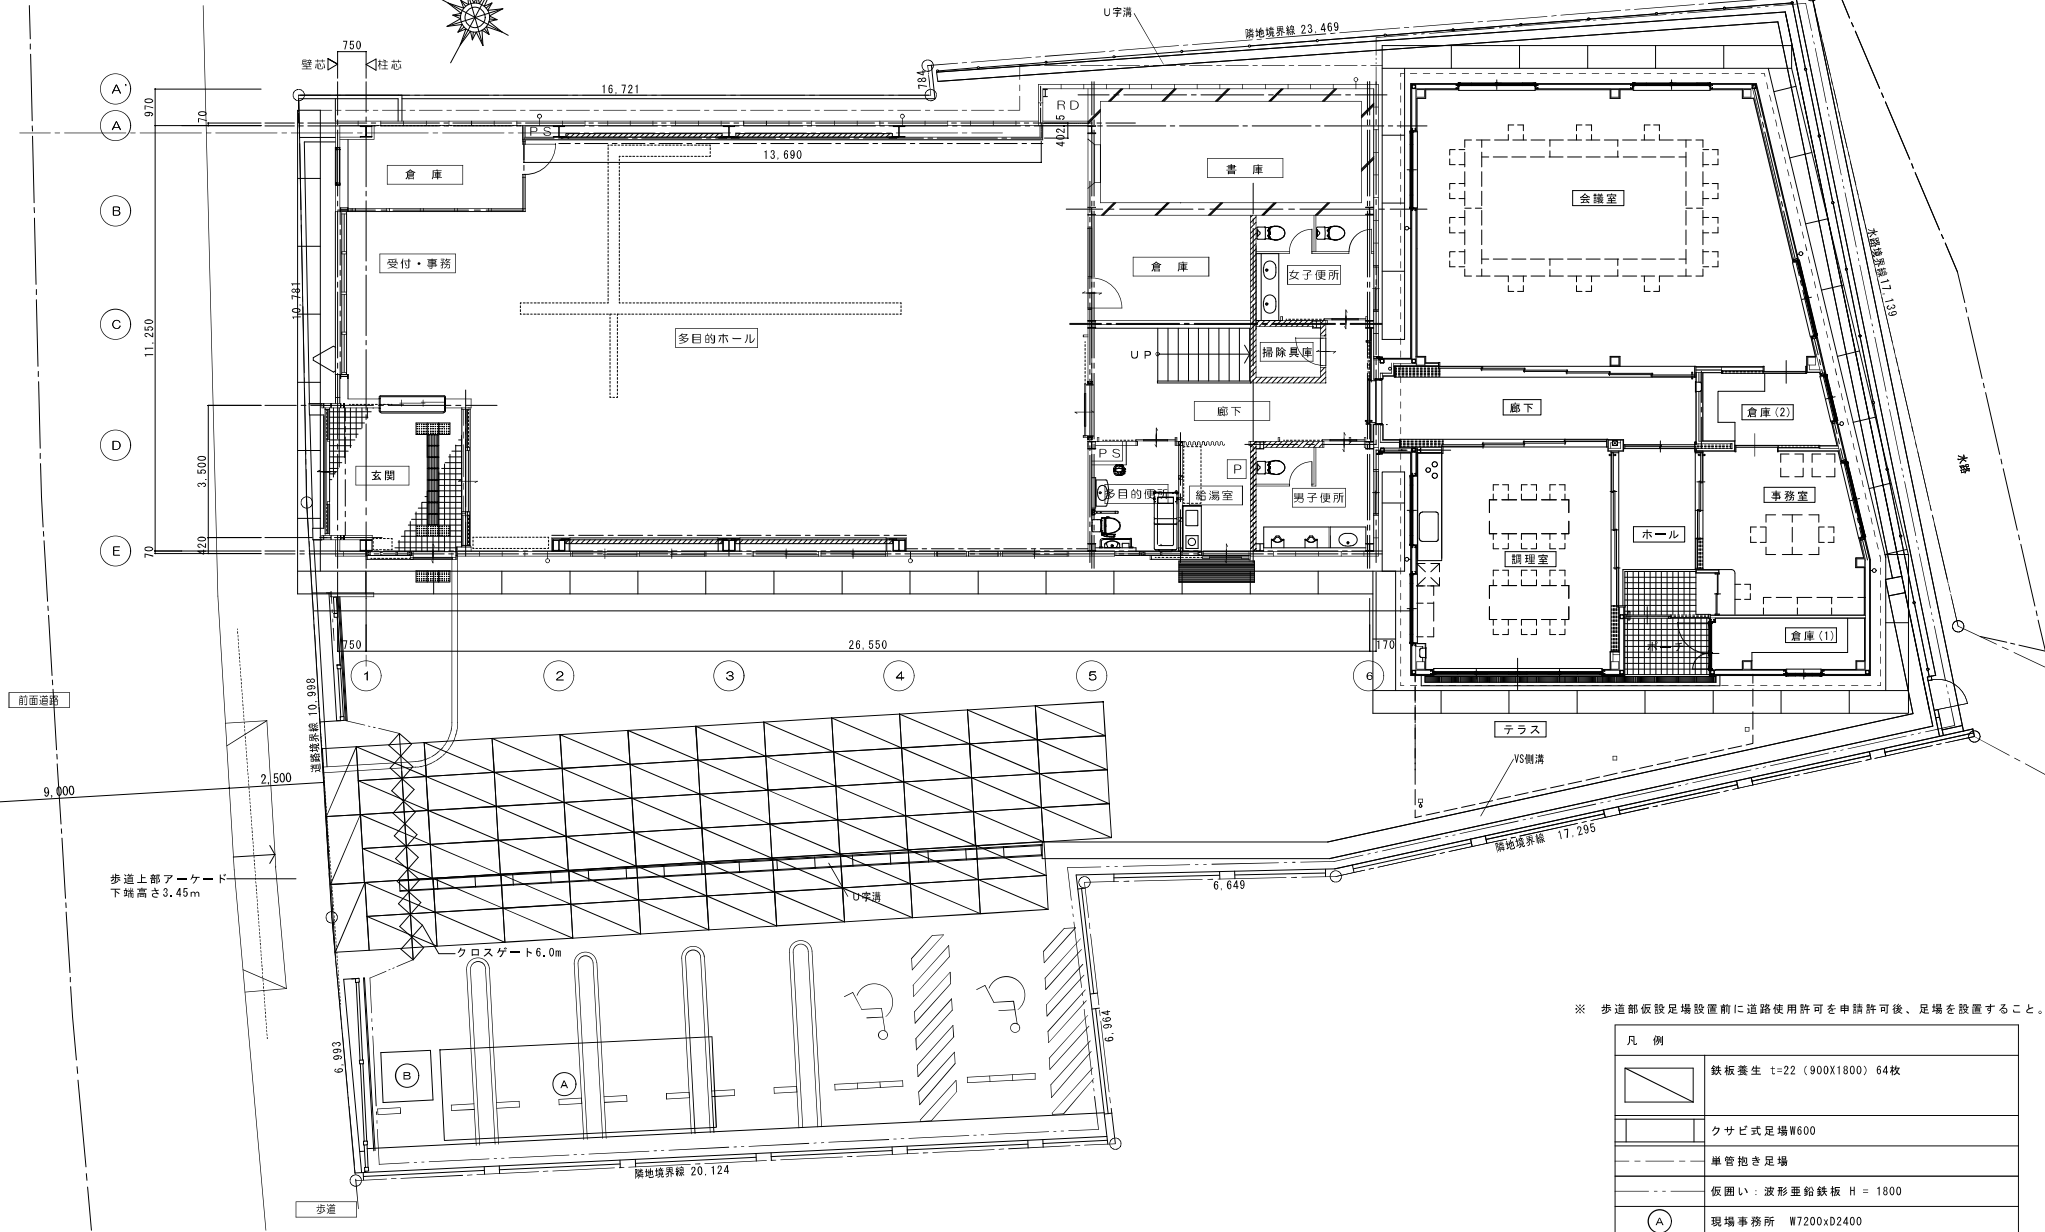 U字溝
隣地境界線 23,469
750
壁芯
柱芯
784
16,721
A'
970
70
A
PS
RD
402.5
13,690
倉 庫
書 庫
会議室
B
受付・事務
倉 庫
女子便所
水路境界線17,139
10,781
C
11,250
多目的ホール
UP
掃除具庫
廊下
廊下
倉庫(2)
D
3,500
PS
P
玄関
多目的便所
給湯室
男子便所
事務室
水路
ホール
調理室
E
70
420
倉庫(1)
ポーチ
750
26,550
170
1
2
3
4
5
6
前面道路
道路境界線 10,998
テラス
VS側溝
2,500
9,000
隣地境界線 17,295
歩道上部アーケード
下端高さ3.45m
U字溝
6,649
クロスゲート6.0m
6,993
6,964
B
A
隣地境界線 20,124
歩道
※ 歩道部仮設足場設置前に道路使用許可を申請許可後、足場を設置すること。
凡 例
鉄板養生 t=22 (900X1800) 64枚
クサビ式足場W600
単管抱き足場
仮囲い：波形亜鉛鉄板 H = 1800
A 現場事務所 W7200xD2400